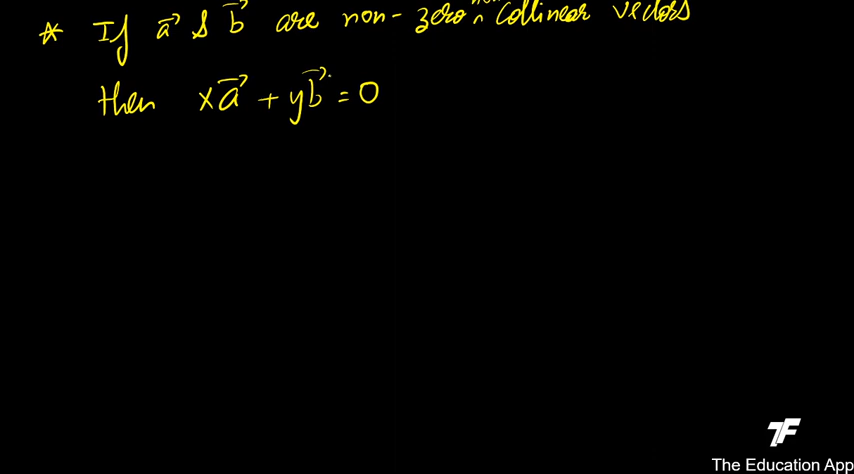 * If a⃗ & b⃗ are non-zero non collinear vectors
then xa⃗ + yb⃗ = 0
The Education App